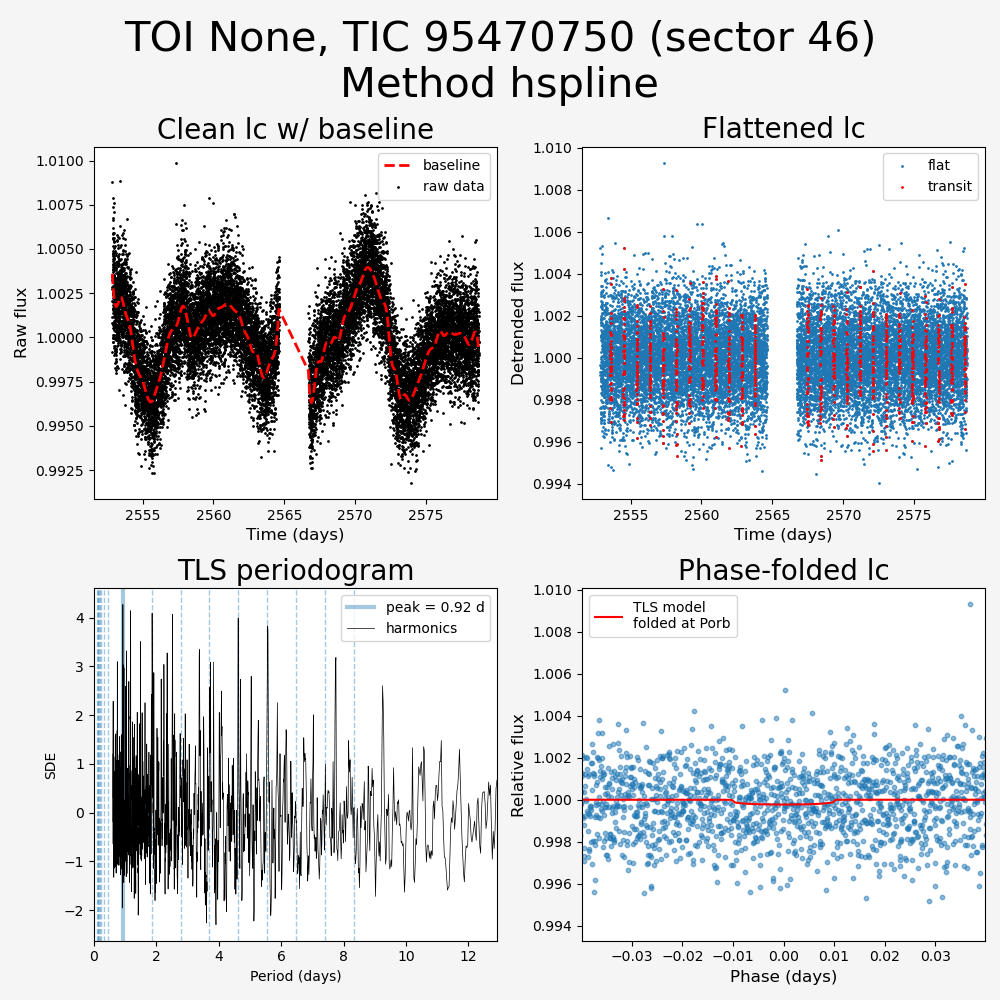 TOI None, TIC 95470750 (sector 46)
Method hspline
Clean lc w/ baseline
1.0100
1.0075
1.0050
1.0025
1.0000
0.9975
0.9950
0.9925
Raw flux
baseline
raw data
2555 2560 2565 2570 2575
Time (days)
Flattened lc
1.010
1.008
1.006
1.004
1.002
1.000
0.998
0.996
0.994
Detrended flux
flat
transit
2555 2560 2565 2570 2575
Time (days)
TLS periodogram
4
3
2
1
0
−1
−2
SDE
peak = 0.92 d
harmonics
0 2 4 6 8 10 12
Period (days)
Phase-folded lc
1.010
1.008
1.006
1.004
1.002
1.000
0.998
0.996
0.994
Relative flux
TLS model
folded at Porb
−0.03 −0.02 −0.01 0.00 0.01 0.02 0.03
Phase (days)